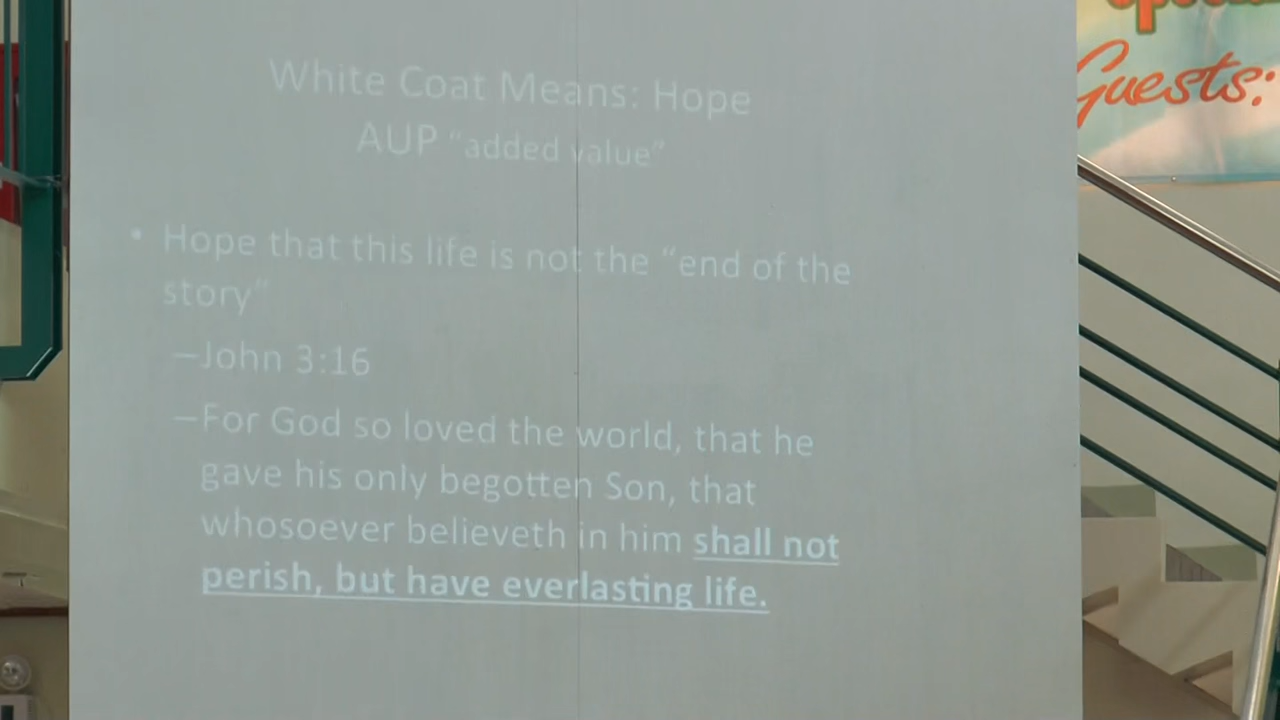 White Coat Means: Hope
AUP “added value”
• Hope that this life is not the “end of the
story”
–John 3:16
–For God so loved the world, that he
gave his only begotten Son, that
whosoever believeth in him shall not
perish, but have everlasting life.
Guests: